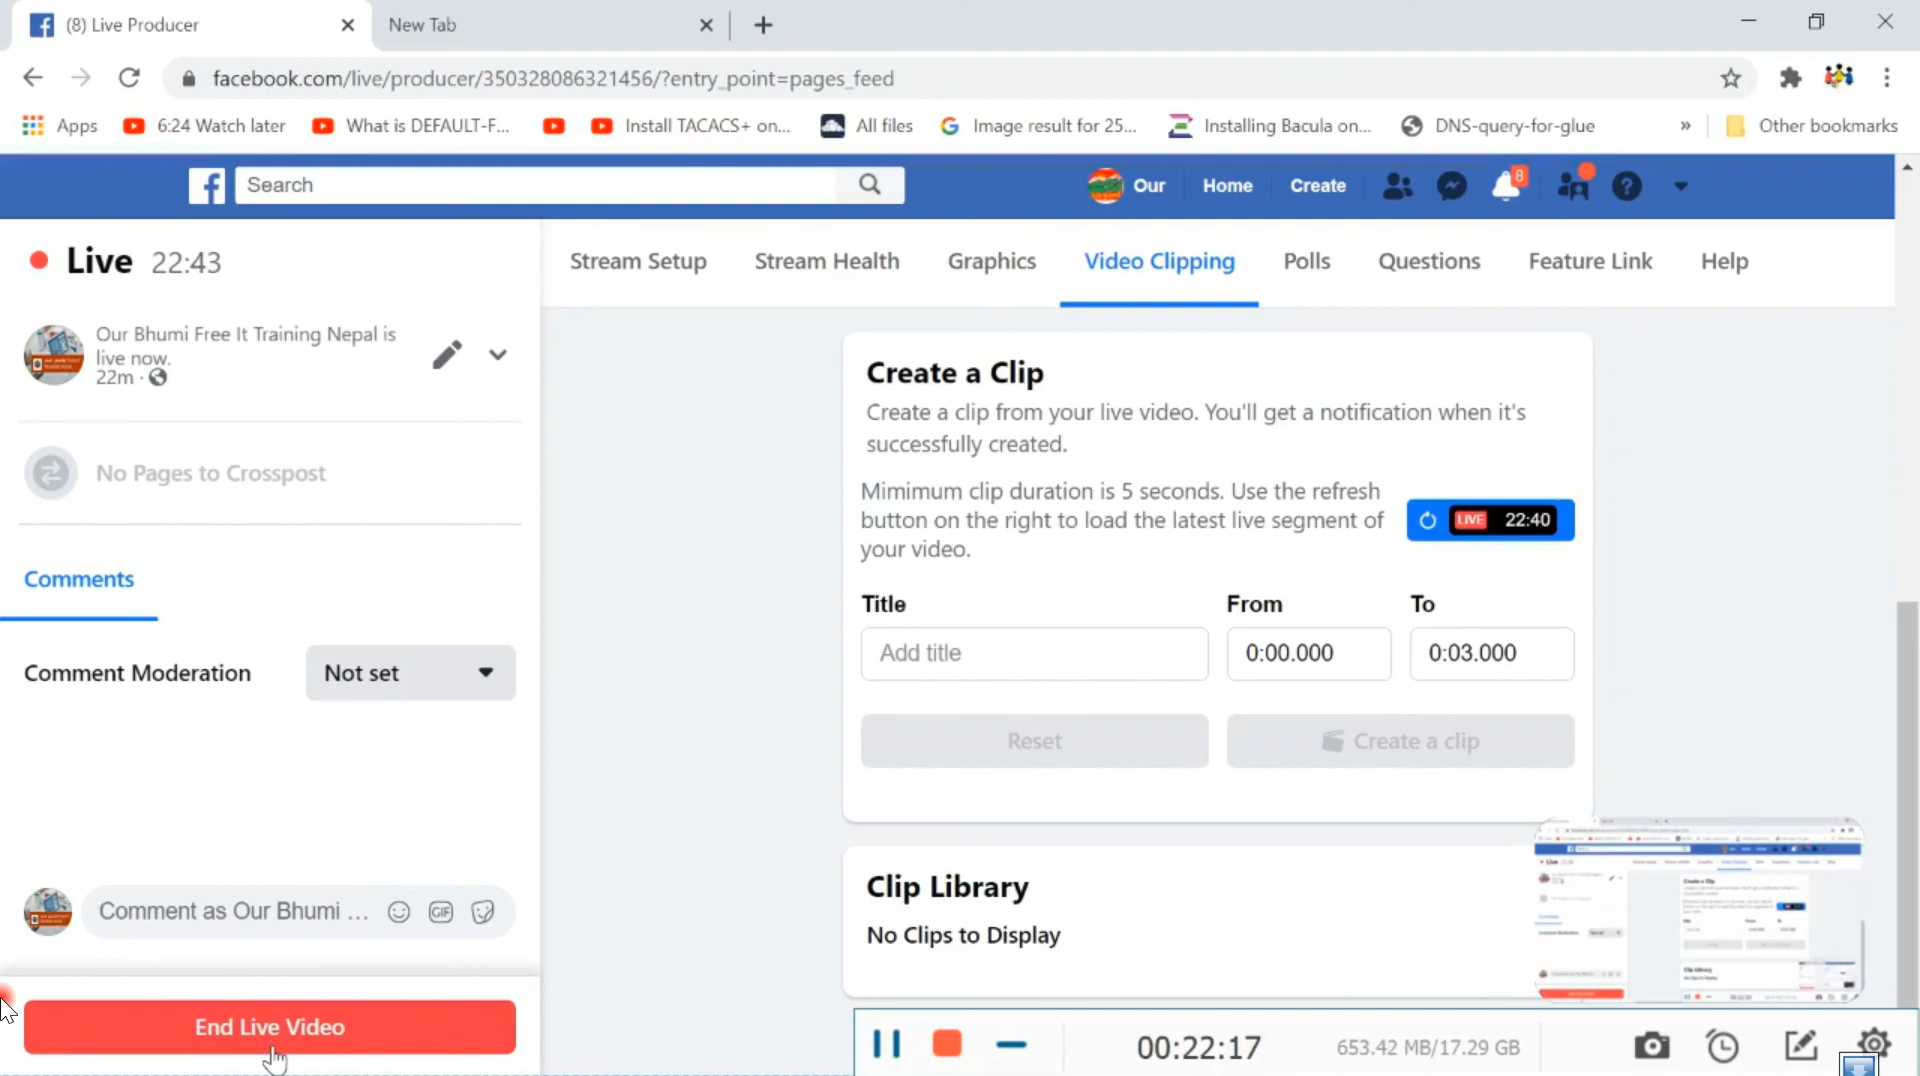 (8) Live Producer
New Tab
facebook.com/live/producer/350328086321456/?entry_point=pages_feed
Apps
6:24 Watch later
What is DEFAULT-F...
Install TACACS+ on...
All files
Image result for 25...
Installing Bacula on...
DNS-query-for-glue
»
Other bookmarks
Search
Our
Home
Create
8
Live 22:43
Stream Setup
Stream Health
Graphics
Video Clipping
Polls
Questions
Feature Link
Help
Our Bhumi Free It Training Nepal is
live now.
22m ·
No Pages to Crosspost
Comments
Comment Moderation
Not set
Comment as Our Bhumi ...
GIF
End Live Video
Create a Clip
Create a clip from your live video. You'll get a notification when it's
successfully created.
Mimimum clip duration is 5 seconds. Use the refresh
button on the right to load the latest live segment of
your video.
LIVE 22:40
Title
From
To
Add title
0:00.000
0:03.000
Reset
Create a clip
Clip Library
No Clips to Display
00:22:17
653.42 MB/17.29 GB